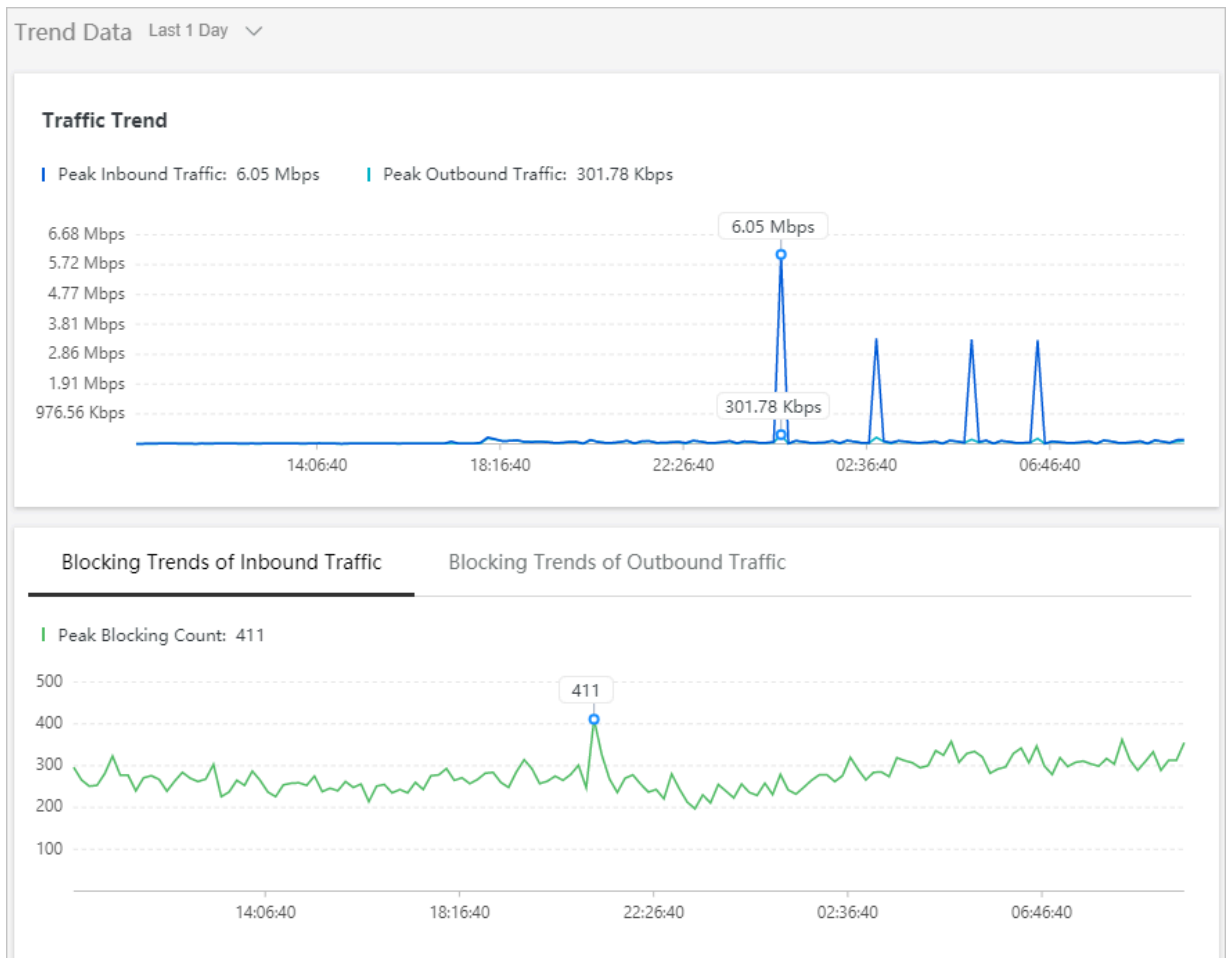 Trend Data Last 1 Day
Traffic Trend
Peak Inbound Traffic: 6.05 Mbps Peak Outbound Traffic: 301.78 Kbps
6.68 Mbps
6.05 Mbps
5.72 Mbps
4.77 Mbps
3.81 Mbps
2.86 Mbps
1.91 Mbps
976.56 Kbps
301.78 Kbps
14:06:40 18:16:40 22:26:40 02:36:40 06:46:40
Blocking Trends of Inbound Traffic Blocking Trends of Outbound Traffic
Peak Blocking Count: 411
500
411
400
300
200
100
14:06:40 18:16:40 22:26:40 02:36:40 06:46:40